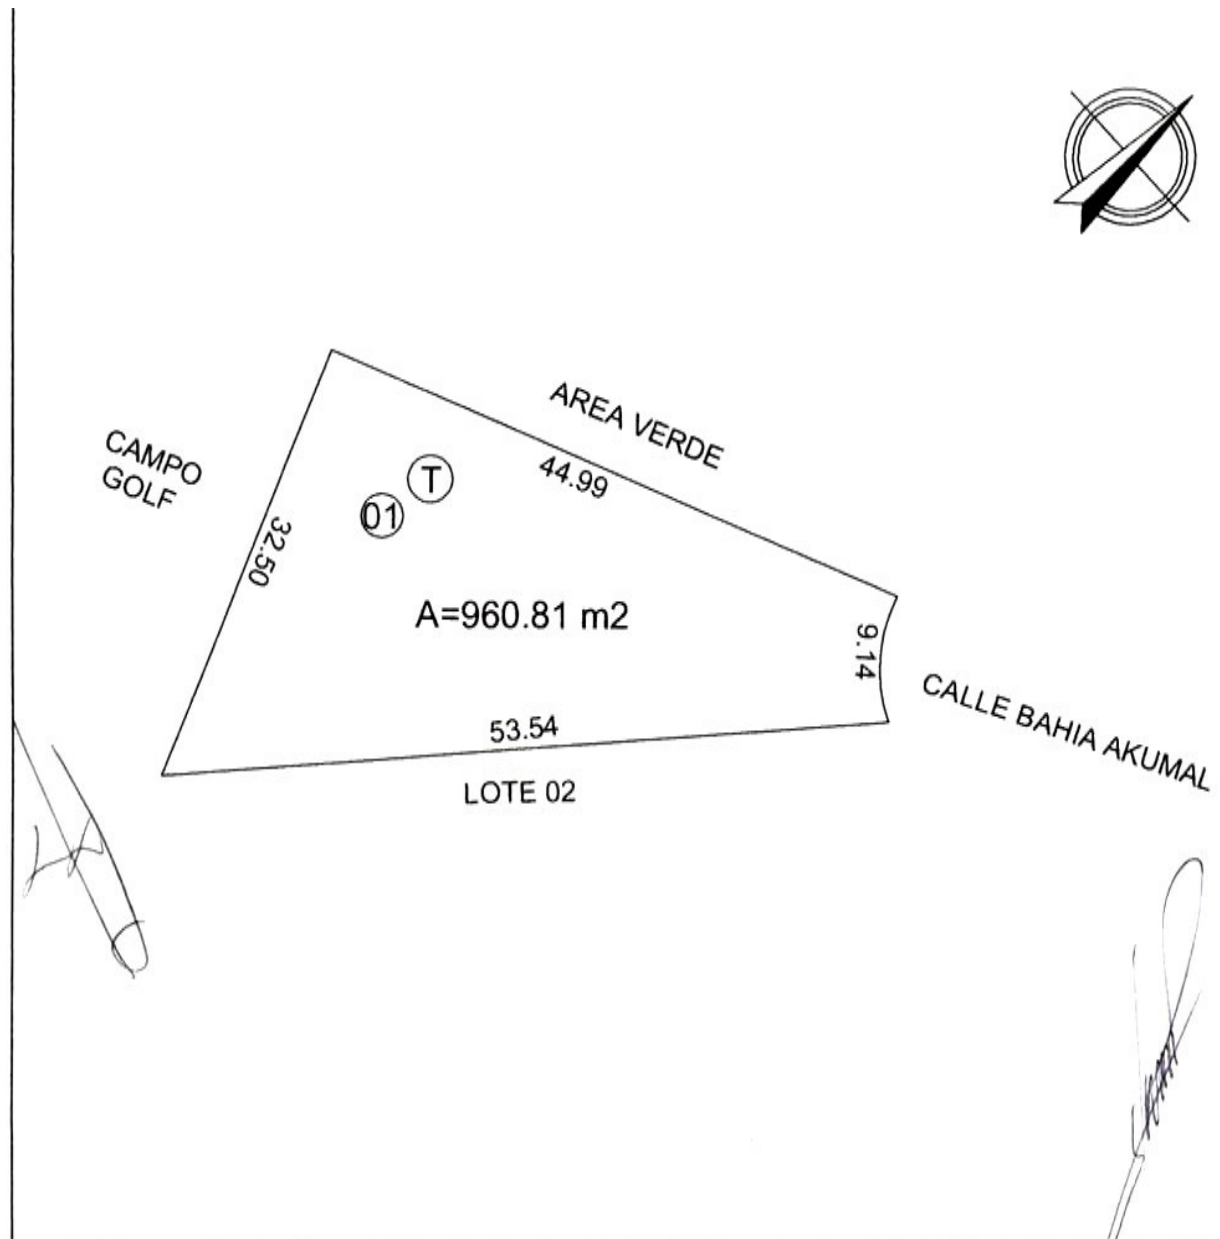 AREA VERDE
44.99
CAMPO
GOLF
T
01
32.50
A=960.81 m2
9.14
CALLE BAHIA AKUMAL
53.54
LOTE 02